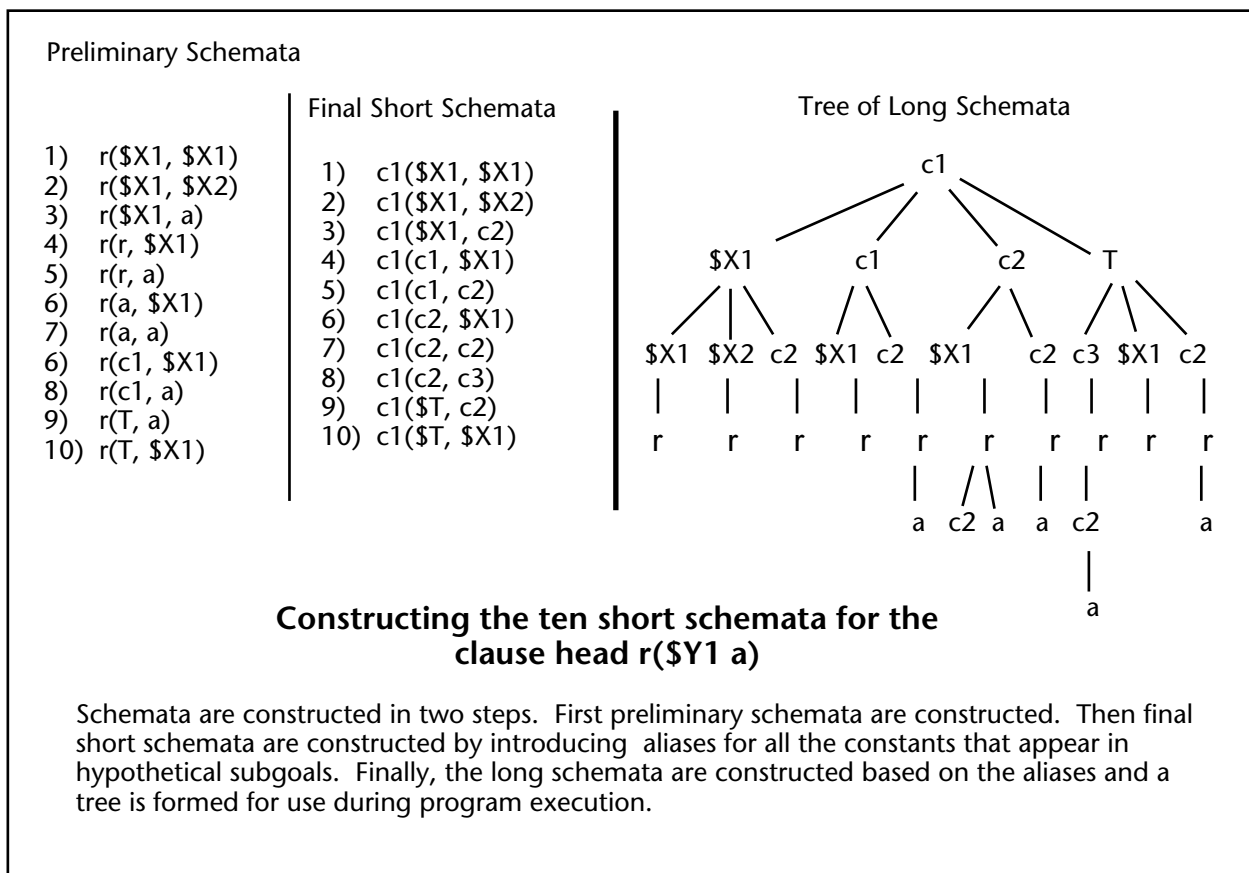 Preliminary Schemata
1) r($X1, $X1)
2) r($X1, $X2)
3) r($X1, a)
4) r(r, $X1)
5) r(r, a)
6) r(a, $X1)
7) r(a, a)
6) r(c1, $X1)
8) r(c1, a)
9) r(T, a)
10) r(T, $X1)
Final Short Schemata
1) c1($X1, $X1)
2) c1($X1, $X2)
3) c1($X1, c2)
4) c1(c1, $X1)
5) c1(c1, c2)
6) c1(c2, $X1)
7) c1(c2, c2)
8) c1(c2, c3)
9) c1($T, c2)
10) c1($T, $X1)
Tree of Long Schemata
c1
$X1 c1 c2 T
$X1 $X2 c2 $X1 c2 $X1 c2 c3 $X1 c2
r r r r r r r r r r
a c2 a a c2 a
a
Constructing the ten short schemata for the
clause head r($Y1 a)
Schemata are constructed in two steps. First preliminary schemata are constructed. Then final
short schemata are constructed by introducing aliases for all the constants that appear in
hypothetical subgoals. Finally, the long schemata are constructed based on the aliases and a
tree is formed for use during program execution.